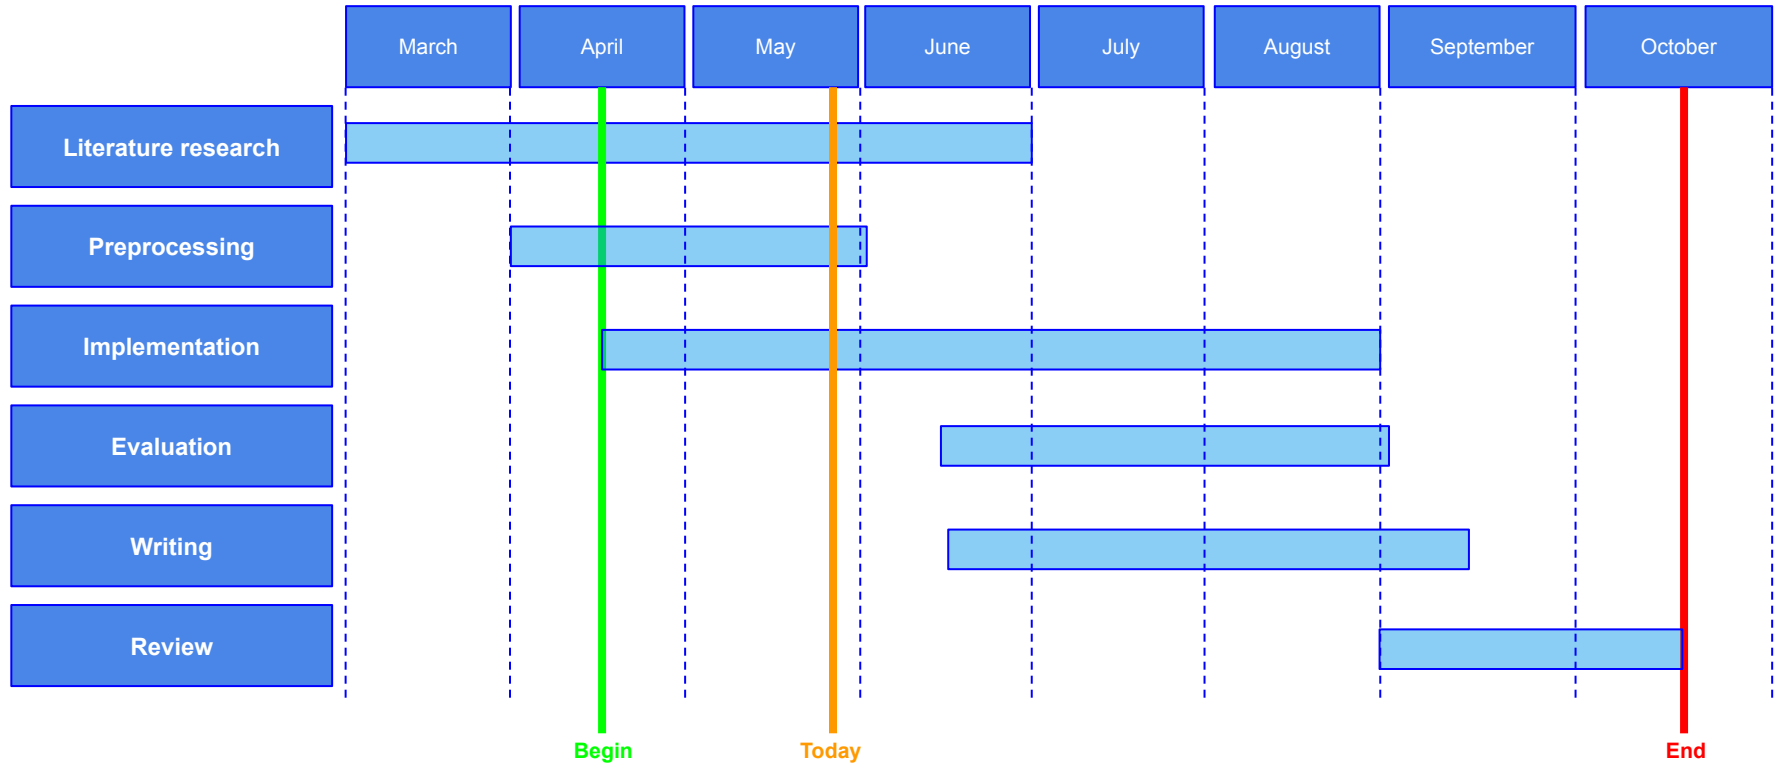 March
April
May
June
July
August
September
October
Literature research
Preprocessing
Implementation
Evaluation
Writing
Review
Begin
Today
End